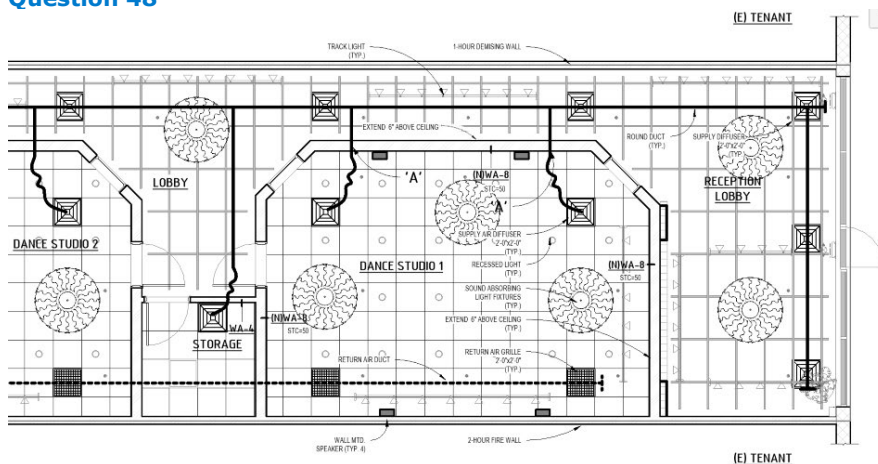 Question 48
(E) TENANT
TRACK LIGHT
(TYP.)
1-HOUR DEMISING WALL
EXTEND 6" ABOVE CEILING
ROUND DUCT
(TYP.)
SUPPLY DIFFUSER
2'-0"x2'-0"
(TYP.)
LOBBY
'A'
(N)WA-8
STC=50
'A'
RECEPTION
LOBBY
DANCE STUDIO 2
DANCE STUDIO 1
SUPPLY AIR DIFFUSER
2'-0"x2'-0"
(TYP.)
RECESSED LIGHT
(TYP.)
(N)WA-8
STC=50
SOUND ABSORBING
LIGHT FIXTURES
(TYP.)
EXTEND 6" ABOVE CEILING
(TYP.)
WA-4
(N)WA-8
STC=50
STORAGE
RETURN AIR DUCT
RETURN AIR GRILLE
2'-0"x2'-0"
(TYP.)
WALL MTD.
SPEAKER (TYP. 4)
2-HOUR FIRE WALL
(E) TENANT